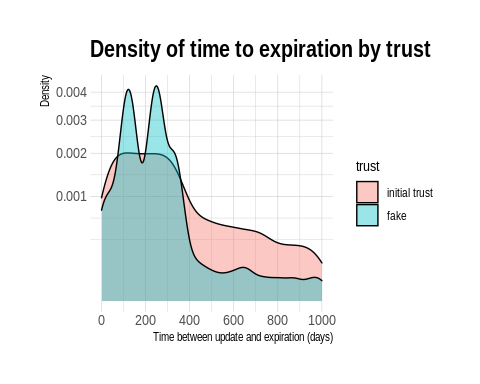 Density of time to expiration by trust
Density
0.004
0.003
0.002
0.001
0 200 400 600 800 1000
Time between update and expiration (days)
trust
initial trust
fake